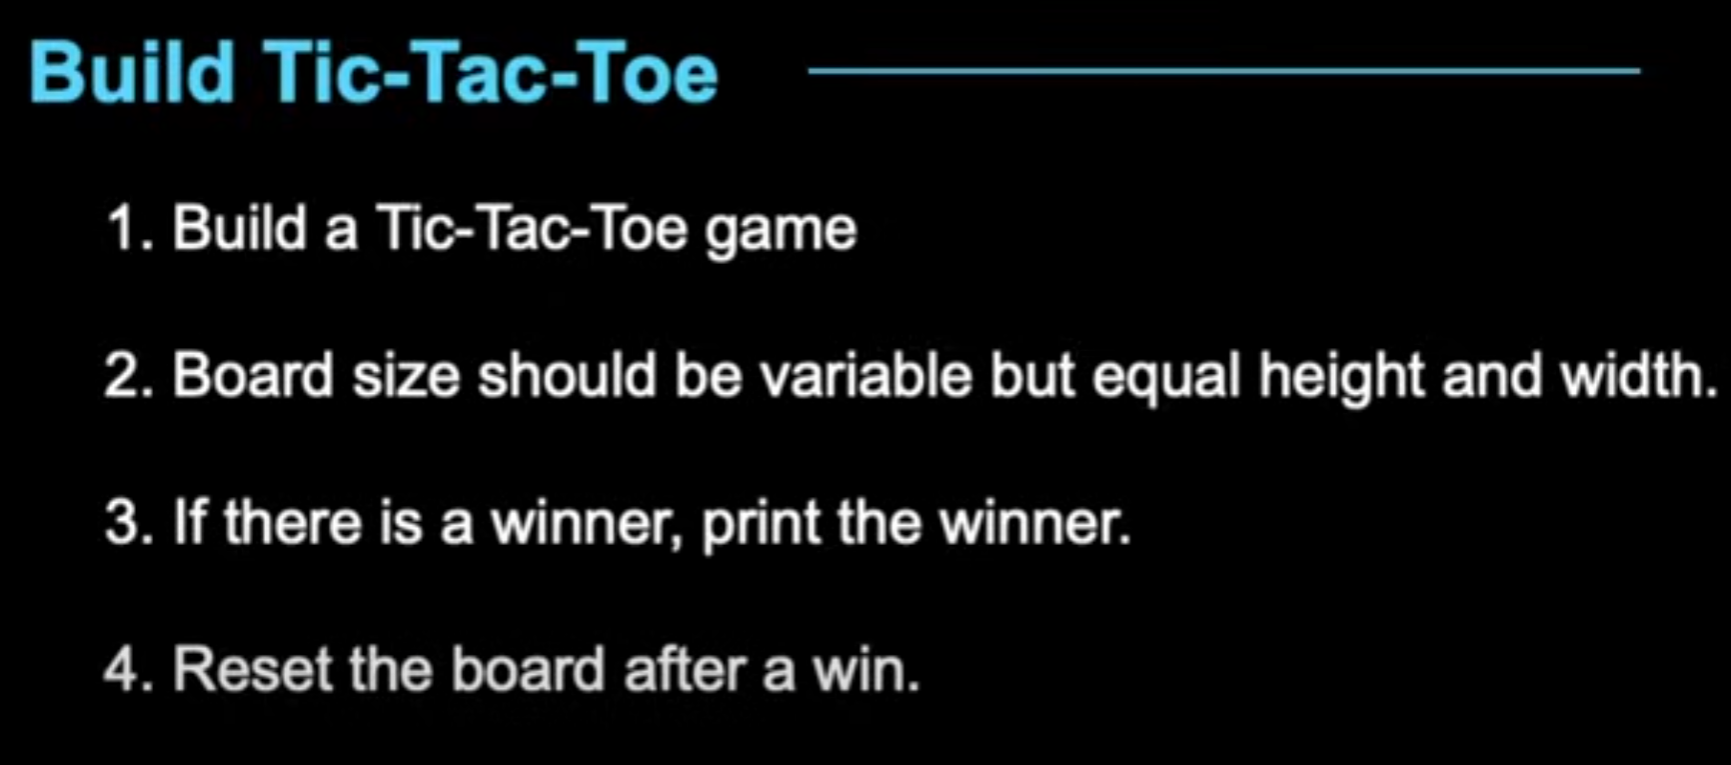 Build Tic-Tac-Toe
1. Build a Tic-Tac-Toe game
2. Board size should be variable but equal height and width.
3. If there is a winner, print the winner.
4. Reset the board after a win.